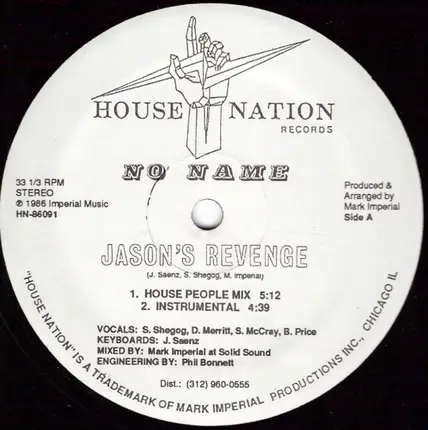 HOUSE NATION
RECORDS
NO NAME
33 1/3 RPM
STEREO
℗ 1986 Imperial Music
HN-86091
Produced &
Arranged by
Mark Imperial
Side A
JASON'S REVENGE
(J. Saenz, S. Shegog, M. Imperial)
1. HOUSE PEOPLE MIX 5:12
2. INSTRUMENTAL 4:39
VOCALS: S. Shegog, D. Merritt, S. McCray, B. Price
KEYBOARDS: J. Saenz
MIXED BY: Mark Imperial at Solid Sound
ENGINEERING BY: Phil Bonnett
Dist.: (312) 960-0555
"HOUSE NATION" IS A TRADEMARK OF MARK IMPERIAL PRODUCTIONS INC., CHICAGO IL